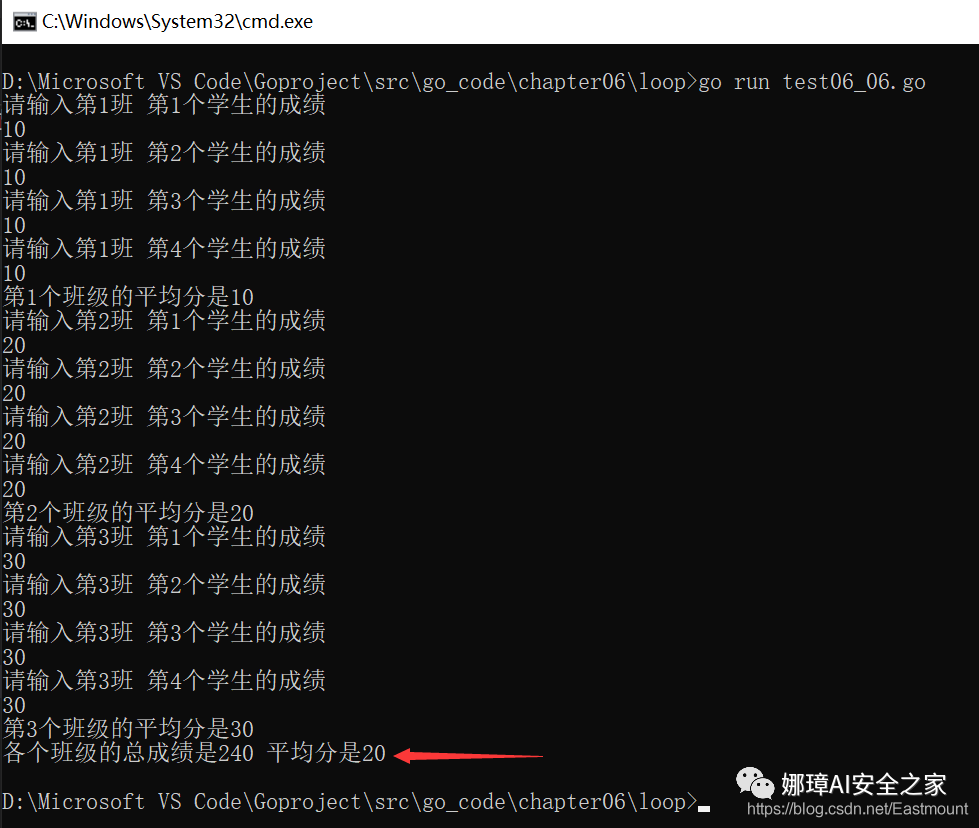 C:\Windows\System32\cmd.exe
D:\Microsoft VS Code\Goproject\src\go_code\chapter06\loop>go run test06_06.go
请输入第1班 第1个学生的成绩
10
请输入第1班 第2个学生的成绩
10
请输入第1班 第3个学生的成绩
10
请输入第1班 第4个学生的成绩
10
第1个班级的平均分是10
请输入第2班 第1个学生的成绩
20
请输入第2班 第2个学生的成绩
20
请输入第2班 第3个学生的成绩
20
请输入第2班 第4个学生的成绩
20
第2个班级的平均分是20
请输入第3班 第1个学生的成绩
30
请输入第3班 第2个学生的成绩
30
请输入第3班 第3个学生的成绩
30
请输入第3班 第4个学生的成绩
30
第3个班级的平均分是30
各个班级的总成绩是240 平均分是20
D:\Microsoft VS Code\Goproject\src\go_code\chapter06\loop>
娜璋AI安全之家
https://blog.csdn.net/Eastmount